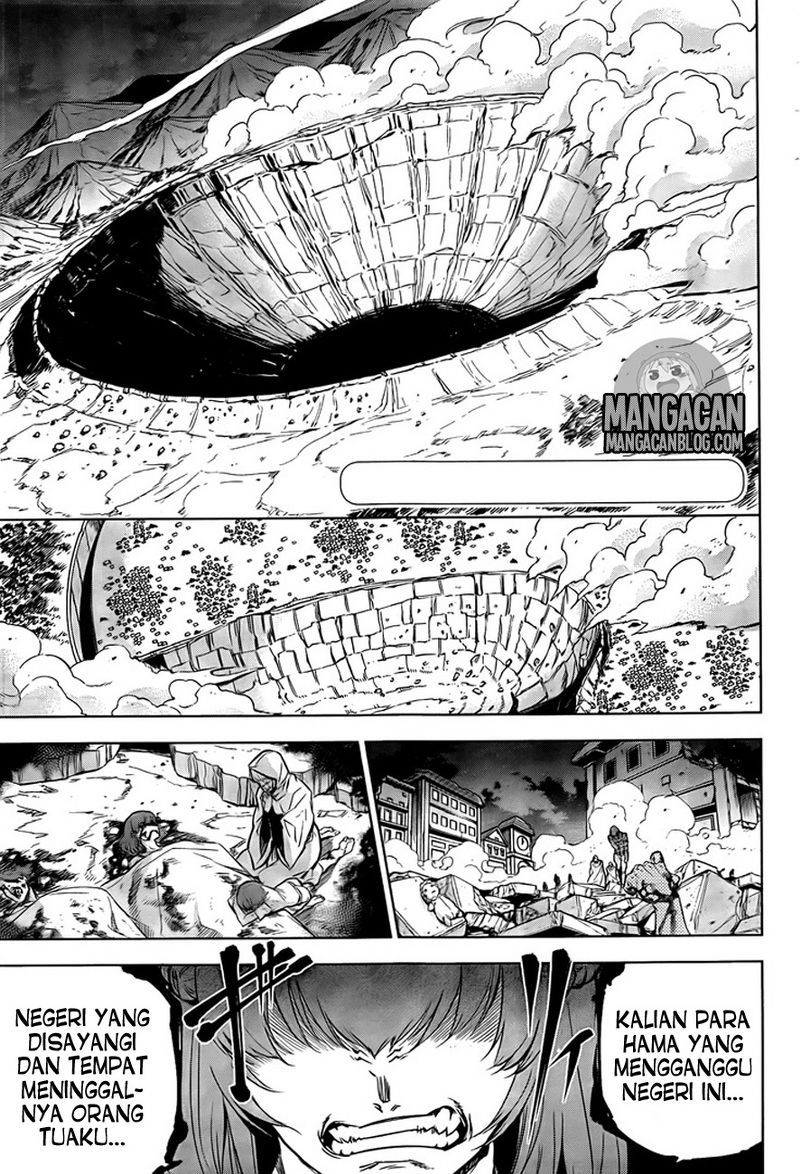 MANGACAN
MANGACANBLOG.COM
KALIAN PARA
HAMA YANG
MENGGANGGU
NEGERI INI...
NEGERI YANG
DISAYANGI
DAN TEMPAT
MENINGGAL-
NYA ORANG
TUAKU...